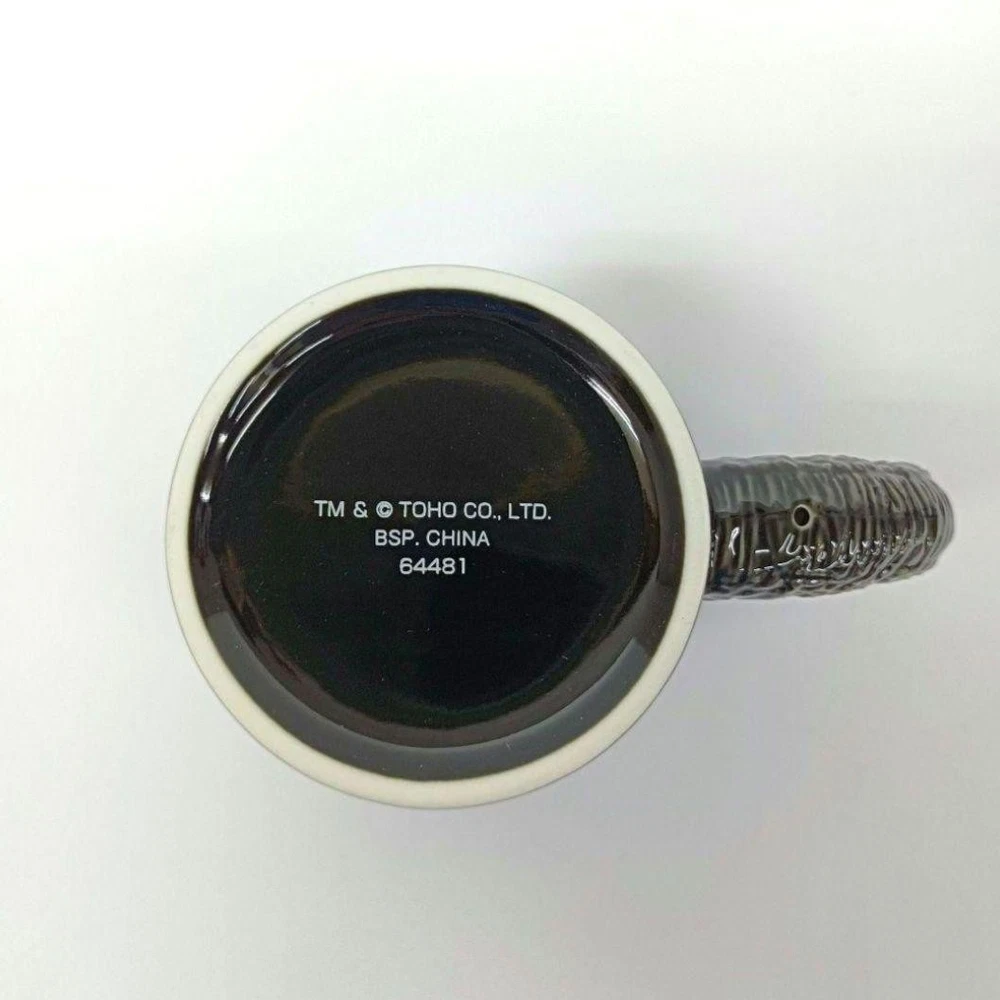 TM & © TOHO CO., LTD.
BSP. CHINA
64481